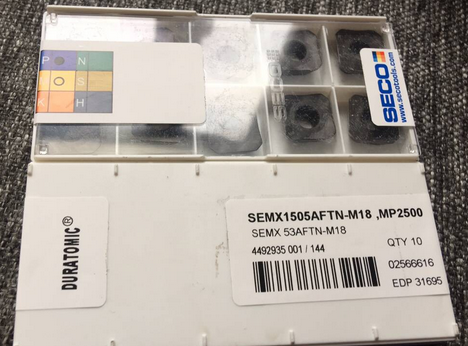 P N
S
K H
SECO
www.secotools.com
SECO
DURATOMIC®
SEMX1505AFTN-M18 ,MP2500
SEMX 53AFTN-M18
4492935 001 / 144
QTY 10
02566616
EDP 31695